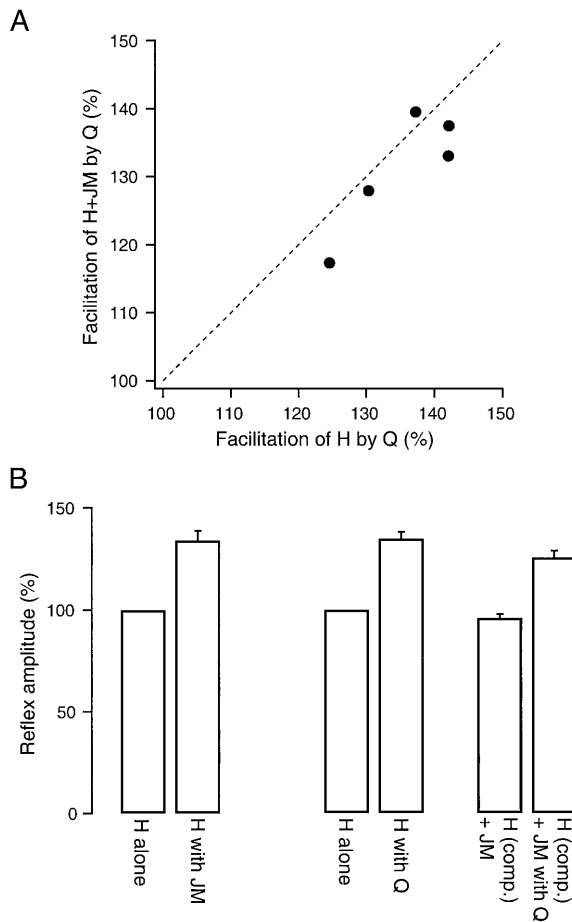 A
150
140
130
120
110
100
Facilitation of H+JM by Q (%)
100 110 120 130 140 150
Facilitation of H by Q (%)
B
150
100
50
0
Reflex amplitude (%)
H alone
H with JM
H alone
H with Q
H (comp.)
+ JM
H (comp.)
+ JM with Q